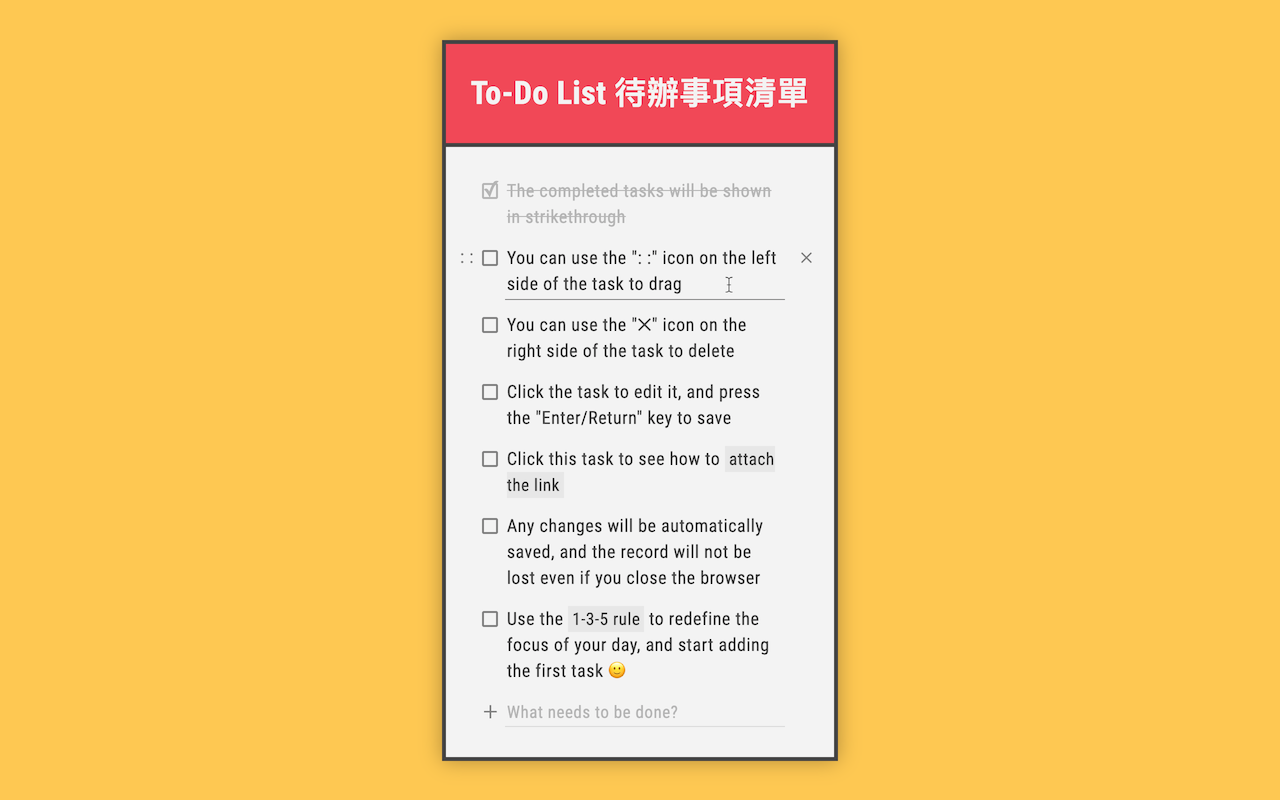 To-Do List 待辦事項清單
The completed tasks will be shown
in strikethrough
You can use the ": :" icon on the left
side of the task to drag
You can use the "✕" icon on the
right side of the task to delete
Click the task to edit it, and press
the "Enter/Return" key to save
Click this task to see how to attach
the link
Any changes will be automatically
saved, and the record will not be
lost even if you close the browser
Use the 1-3-5 rule to redefine the
focus of your day, and start adding
the first task 🙂
What needs to be done?